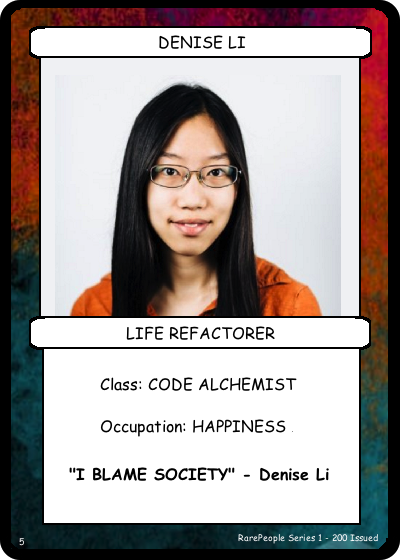 DENISE LI
LIFE REFACTORER
Class: CODE ALCHEMIST
Occupation: HAPPINESS .
"I BLAME SOCIETY" - Denise Li
5
RarePeople Series 1 - 200 Issued